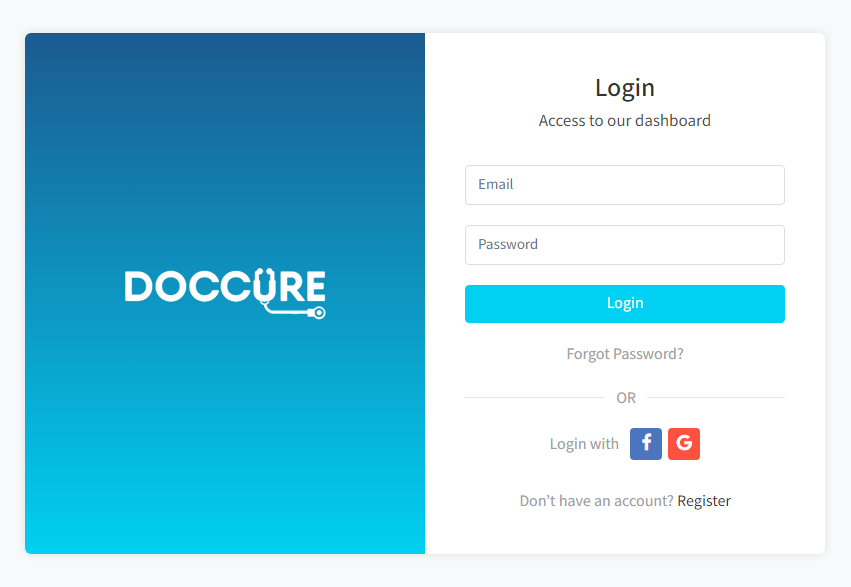 DOCCURE
Login
Access to our dashboard
Email
Password
Login
Forgot Password?
OR
Login with f G
Don’t have an account? Register